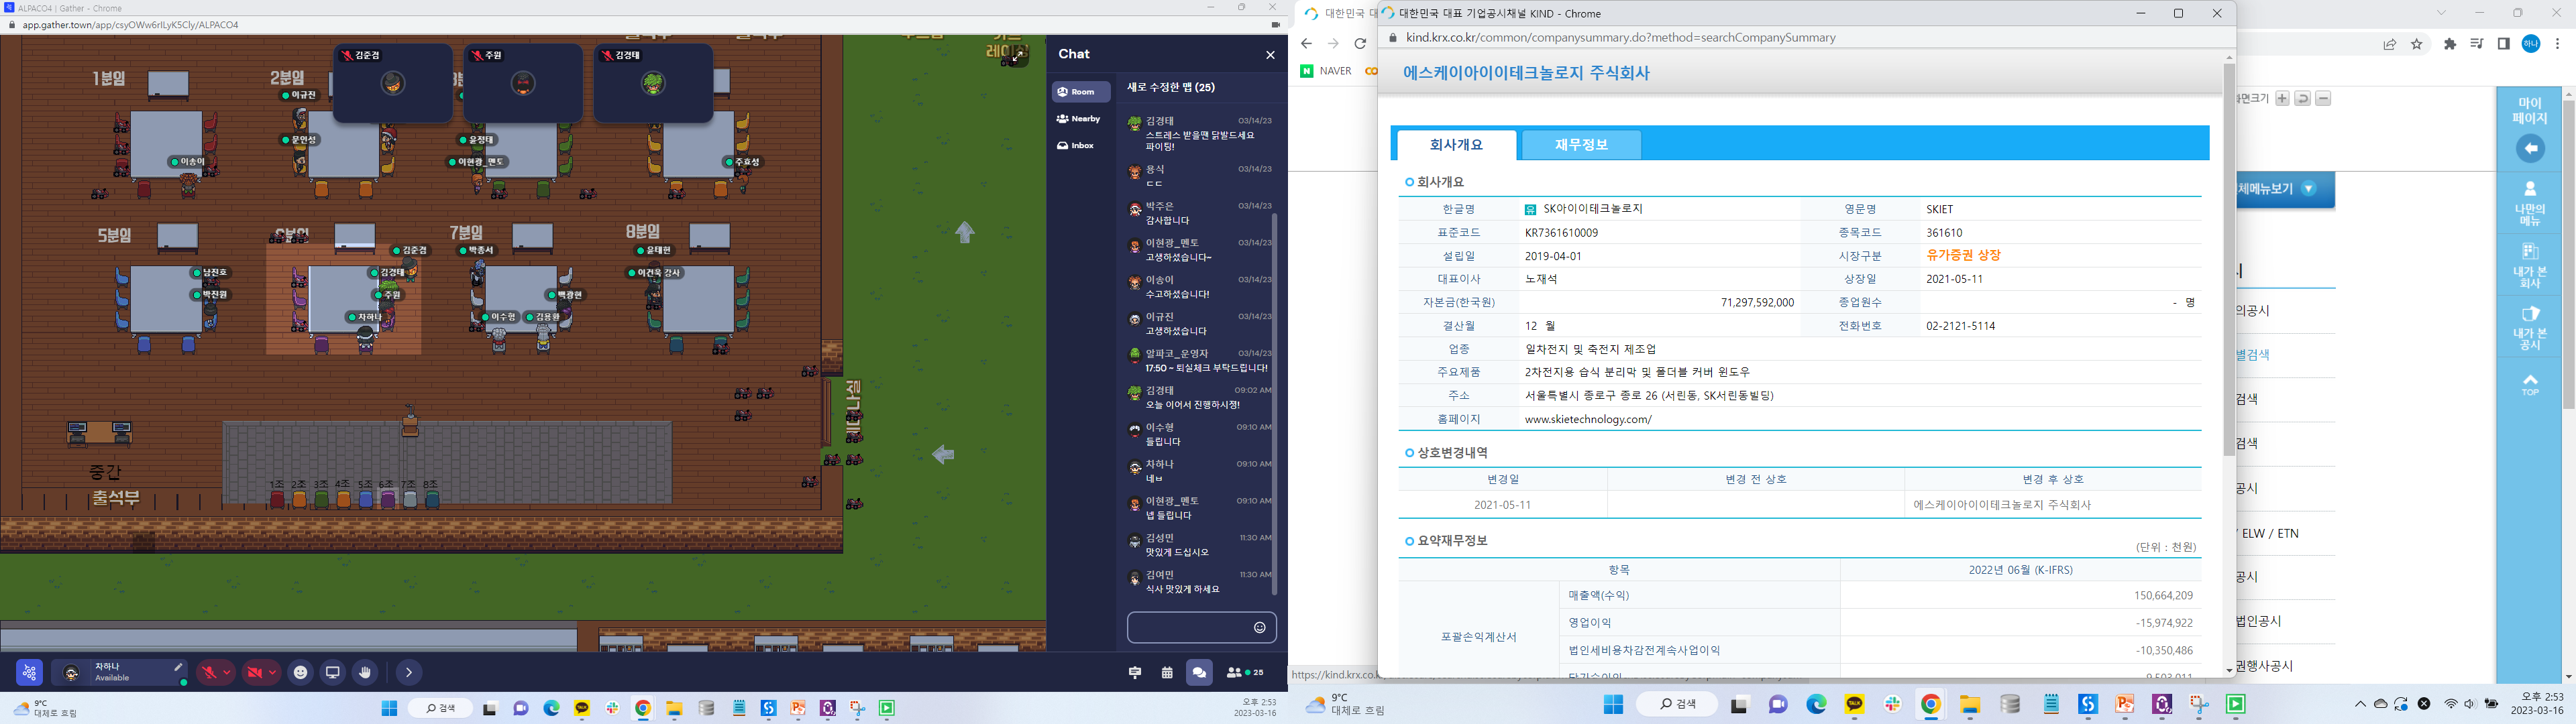 ALPACO4 | Gather - Chrome
app.gather.town/app/csyOWw6rILyK5Cly/ALPACO4
1분임
2분임
5분임
7분임
8분임
김준경
주원
김경태
이규진
문인성
이송이
윤정태
이현광_멘토
주효성
남진호
박진원
김준경
김경태
주원
차하나
박종서
백광현
이수형
김용환
윤태현
이건욱 강사
중간
출석부
1조 2조 3조 4조 5조 6조 7조 8조
차하나
Available
Chat
Room
Nearby
Inbox
새로 수정한 맵 (25)
김경태 03/14/23
스트레스 받을땐 닭발드세요
파이팅!
용식 03/14/23
ㄷㄷ
박주은 03/14/23
감사합니다
이현광_멘토 03/14/23
고생하셨습니다~
이송이 03/14/23
수고하셨습니다!
이규진 03/14/23
고생하셨습니다
알파코_운영자 03/14/23
17:50 - 퇴실체크 부탁드립니다!
김경태 09:02 AM
오늘 이어서 진행하시정!
이수형 09:10 AM
들립니다
차하나 09:10 AM
네ㅂ
이현광_멘토 09:10 AM
넵 들립니다
김성민 11:30 AM
맛있게 드십시오
김여민 11:30 AM
식사 맛있게 하세요
25
9°C
대체로 흐림
검색
오후 2:53
2023-03-16
대한민국 대
NAVER
대한민국 대표 기업공시채널 KIND - Chrome
kind.krx.co.kr/common/companysummary.do?method=searchCompanySummary
에스케이아이이테크놀로지 주식회사
회사개요
재무정보
회사개요
한글명 유 SK아이이테크놀로지 영문명 SKIET
표준코드 KR7361610009 종목코드 361610
설립일 2019-04-01 시장구분 유가증권 상장
대표이사 노재석 상장일 2021-05-11
자본금(한국원) 71,297,592,000 종업원수 - 명
결산월 12 월 전화번호 02-2121-5114
업종 일차전지 및 축전지 제조업
주요제품 2차전지용 습식 분리막 및 폴더블 커버 윈도우
주소 서울특별시 종로구 종로 26 (서린동, SK서린동빌딩)
홈페이지 www.skietechnology.com/
상호변경내역
변경일 변경 전 상호 변경 후 상호
2021-05-11 에스케이아이이테크놀로지 주식회사
요약재무정보
(단위 : 천원)
항목 2022년 06월 (K-IFRS)
포괄손익계산서
매출액(수익) 150,664,209
영업이익 -15,974,922
법인세비용차감전계속사업이익 -10,350,486
하나
면크기
체메뉴보기
의공시
별검색
검색
검색
공시
ELW / ETN
공시
법인공시
권행사공시
마이
페이지
나만의
메뉴
내가 본
회사
내가 본
공시
TOP
https://kind.krx.co.k
9°C
대체로 흐림
검색
오후 2:53
2023-03-16